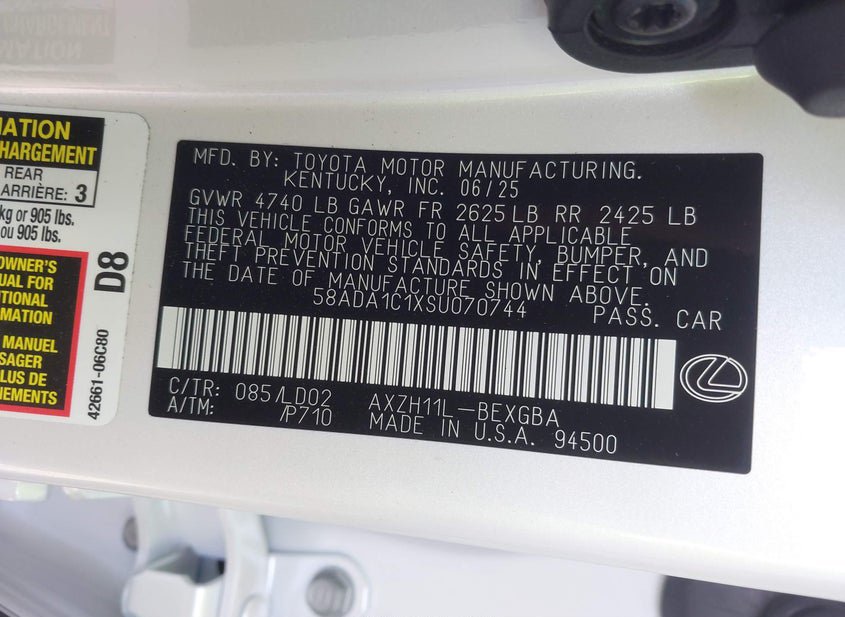 MATION
HARGEMENT
REAR
ARRIÈRE: 3
kg or 905 lbs.
ou 905 lbs.
OWNER'S
UAL FOR
ITIONAL
RMATION
MANUEL
SAGER
PLUS DE
GNEMENTS
D8
42661-06C80
MFD. BY: TOYOTA MOTOR MANUFACTURING.
KENTUCKY, INC. 06/25
GVWR 4740 LB GAWR FR 2625 LB RR 2425 LB
THIS VEHICLE CONFORMS TO ALL APPLICABLE
FEDERAL MOTOR VEHICLE SAFETY, BUMPER, AND
THEFT PREVENTION STANDARDS IN EFFECT ON
THE DATE OF MANUFACTURE SHOWN ABOVE.
58ADA1C1XSU070744 PASS. CAR
C/TR: 085/LD02 AXZH11L-BEXGBA
A/TM: /P710 MADE IN U.S.A. 94500